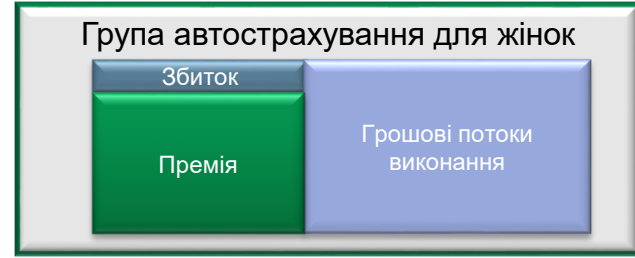 Група автострахування для жінок
Збиток
Премія
Грошові потоки
виконання